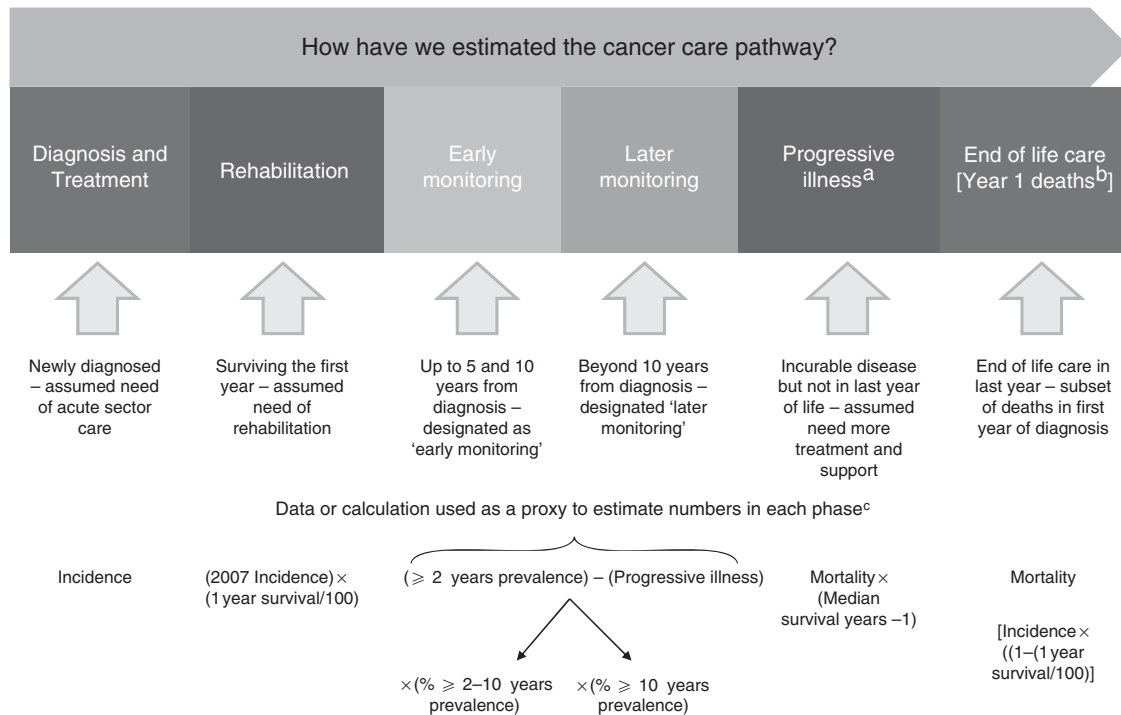 How have we estimated the cancer care pathway?
Diagnosis and
Treatment
Rehabilitation
Early
monitoring
Later
monitoring
Progressive
illnessa
End of life care
[Year 1 deathsb]
Newly diagnosed
– assumed need
of acute sector
care
Surviving the first
year – assumed
need of
rehabilitation
Up to 5 and 10
years from
diagnosis –
designated as
‘early monitoring’
Beyond 10 years
from diagnosis –
designated ‘later
monitoring’
Incurable disease
but not in last year
of life – assumed
need more
treatment and
support
End of life care in
last year – subset
of deaths in first
year of diagnosis
Data or calculation used as a proxy to estimate numbers in each phasec
Incidence
(2007 Incidence)×
(1 year survival/100)
(⩾ 2 years prevalence) – (Progressive illness)
×(% ⩾ 2–10 years
prevalence)
×(% ⩾ 10 years
prevalence)
Mortality×
(Median
survival years –1)
Mortality
[Incidence×
((1–(1 year
survival/100)]